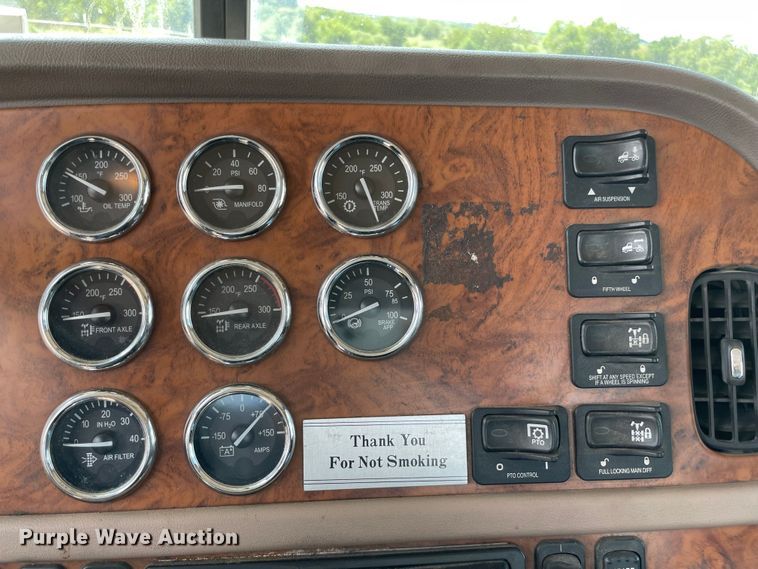 200
150 °F 250
100 300
OIL TEMP
40
20 60
PSI
0 80
MANIFOLD
200 °F 250
150 300
TRANS
TEMP
AIR SUSPENSION
200 °F 250
150 300
FRONT AXLE
200 °F 250
150 300
REAR AXLE
50
25 PSI 75
85
0 100
BRAKE
APP
FIFTH WHEEL
SHIFT AT ANY SPEED EXCEPT
IF A WHEEL IS SPINNING
10 20 30
IN H2O
0 40
AIR FILTER
0
-75 +75
-150 +150
AMPS
Thank You
For Not Smoking
PTO
O I
PTO CONTROL
FULL LOCKING MAIN DIFF
Purple Wave Auction